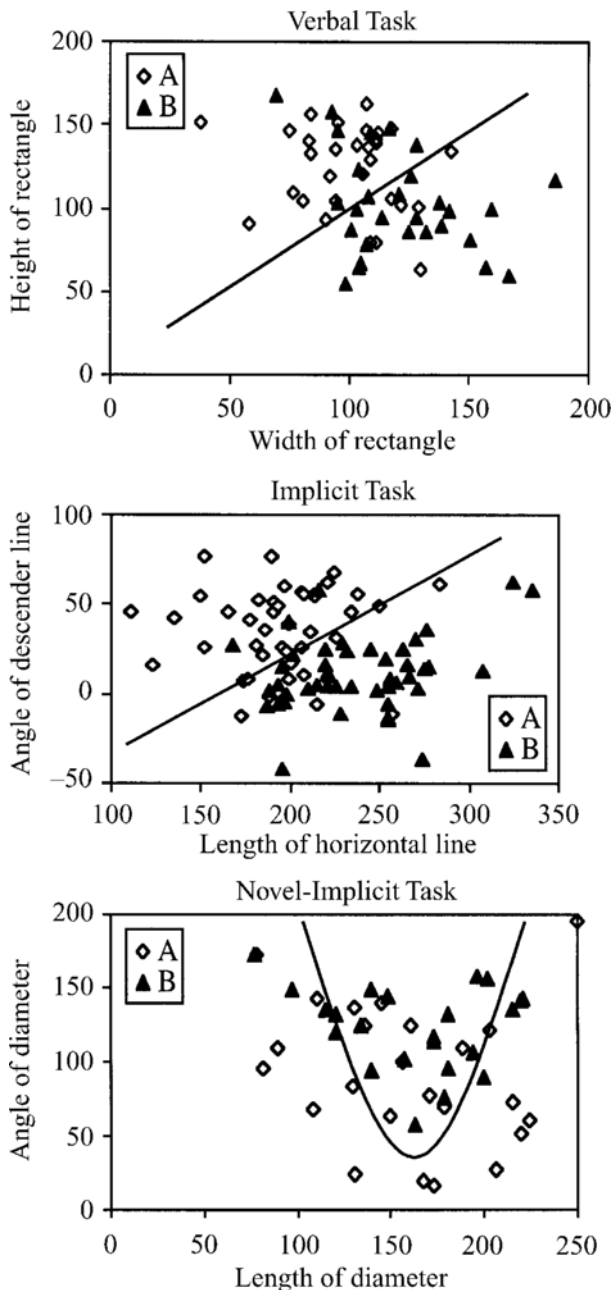 Verbal Task
200
150
100
50
0
Height of rectangle
A
B
0 50 100 150 200
Width of rectangle
Implicit Task
100
50
0
–50
Angle of descender line
A
B
100 150 200 250 300 350
Length of horizontal line
Novel-Implicit Task
200
150
100
50
0
Angle of diameter
A
B
0 50 100 150 200 250
Length of diameter